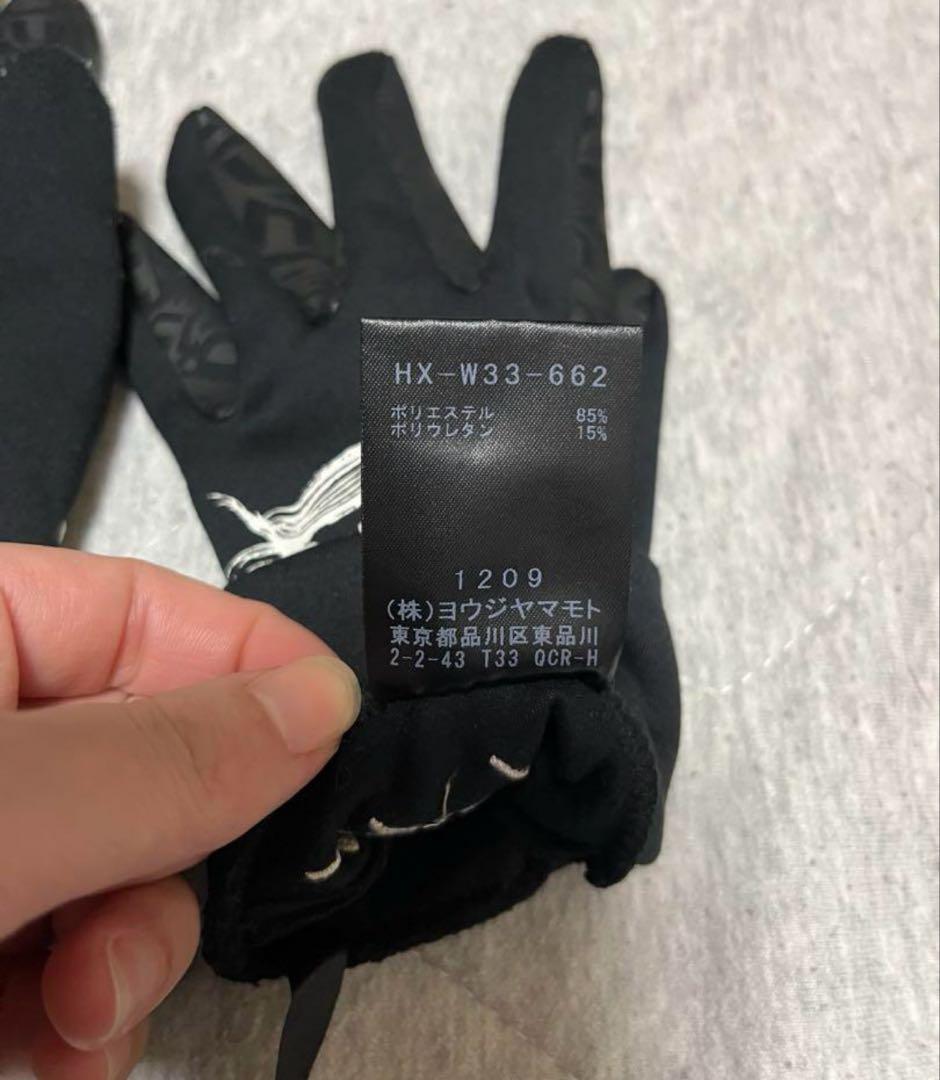 HX-W33-662
ポリエステル 85%
ポリウレタン 15%
1209
(株)ヨウジヤマモト
東京都品川区東品川
2-2-43 T33 QCR-H